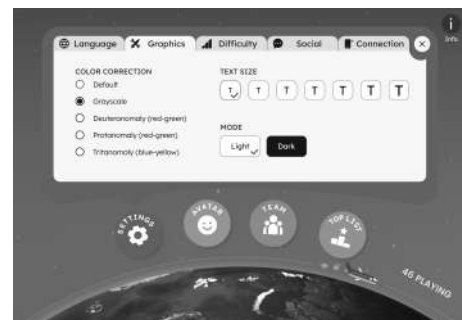 Info
Language Graphics Difficulty Social Connection
COLOR CORRECTION
Default
Grayscale
Deuteronomaly (red-green)
Protanomaly (red-green)
Tritanomaly (blue-yellow)
TEXT SIZE
T T T T T T T
MODE
Light Dark
SETTINGS
AVATAR
TEAM
TOP LIST
46 PLAYING